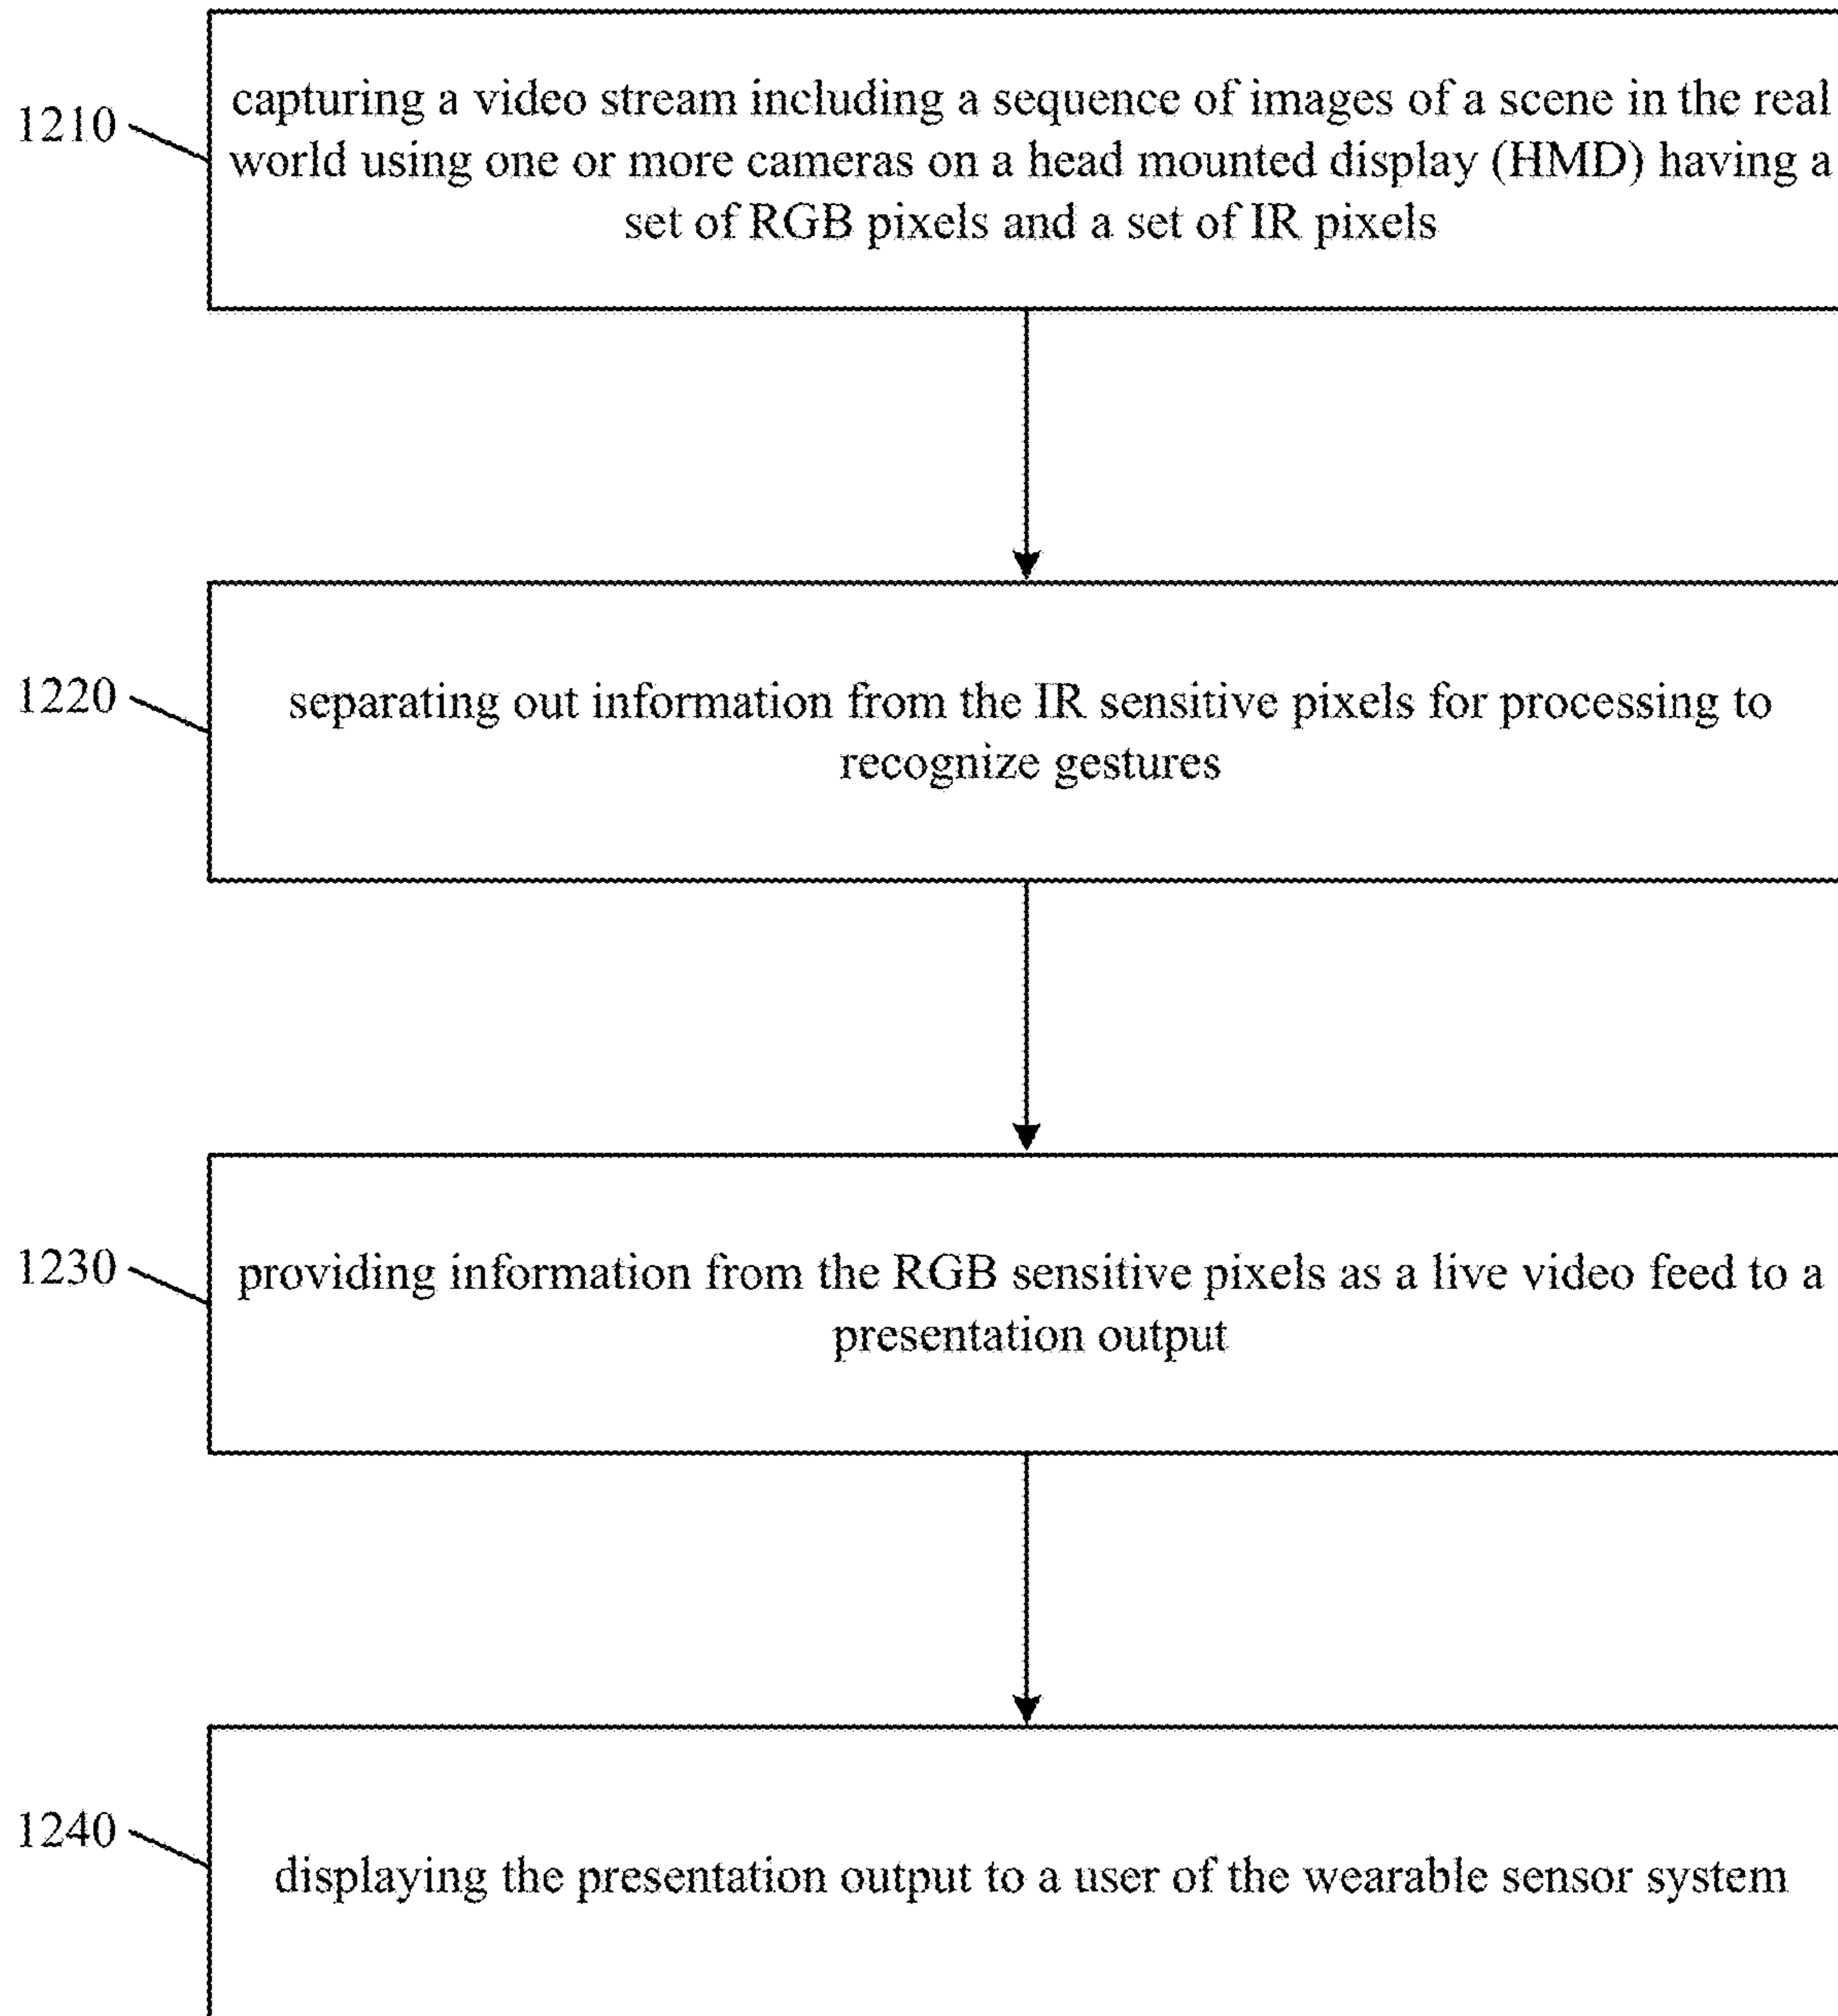 1210
capturing a video stream including a sequence of images of a scene in the real
world using one or more cameras on a head mounted display (HMD) having a
set of RGB pixels and a set of IR pixels
1220
separating out information from the IR sensitive pixels for processing to
recognize gestures
1230
providing information from the RGB sensitive pixels as a live video feed to a
presentation output
1240
displaying the presentation output to a user of the wearable sensor system